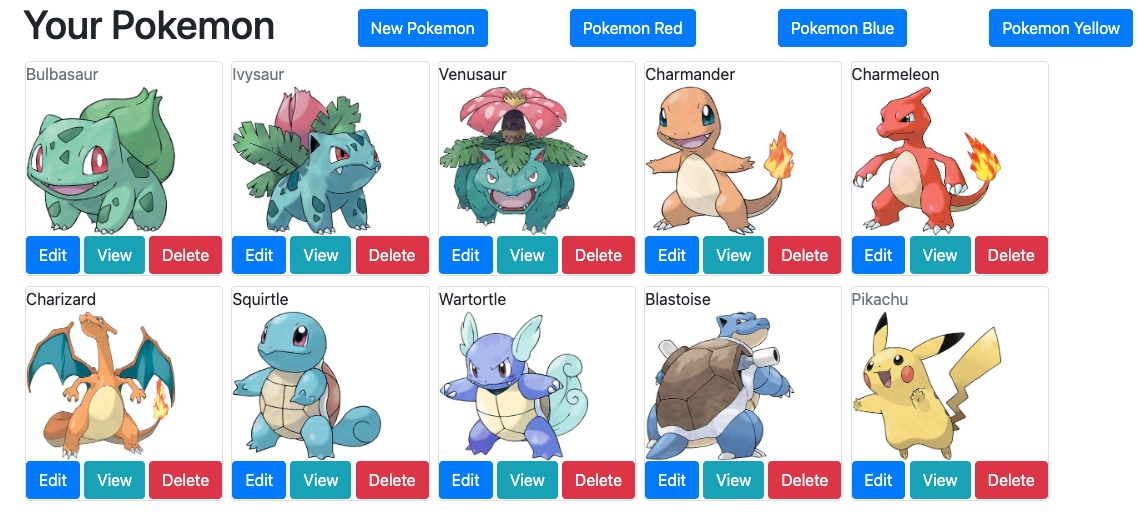 Your Pokemon New Pokemon Pokemon Red Pokemon Blue Pokemon Yellow
Bulbasaur Ivysaur Venusaur Charmander Charmeleon
Edit View Delete Edit View Delete Edit View Delete Edit View Delete Edit View Delete
Charizard Squirtle Wartortle Blastoise Pikachu
Edit View Delete Edit View Delete Edit View Delete Edit View Delete Edit View Delete